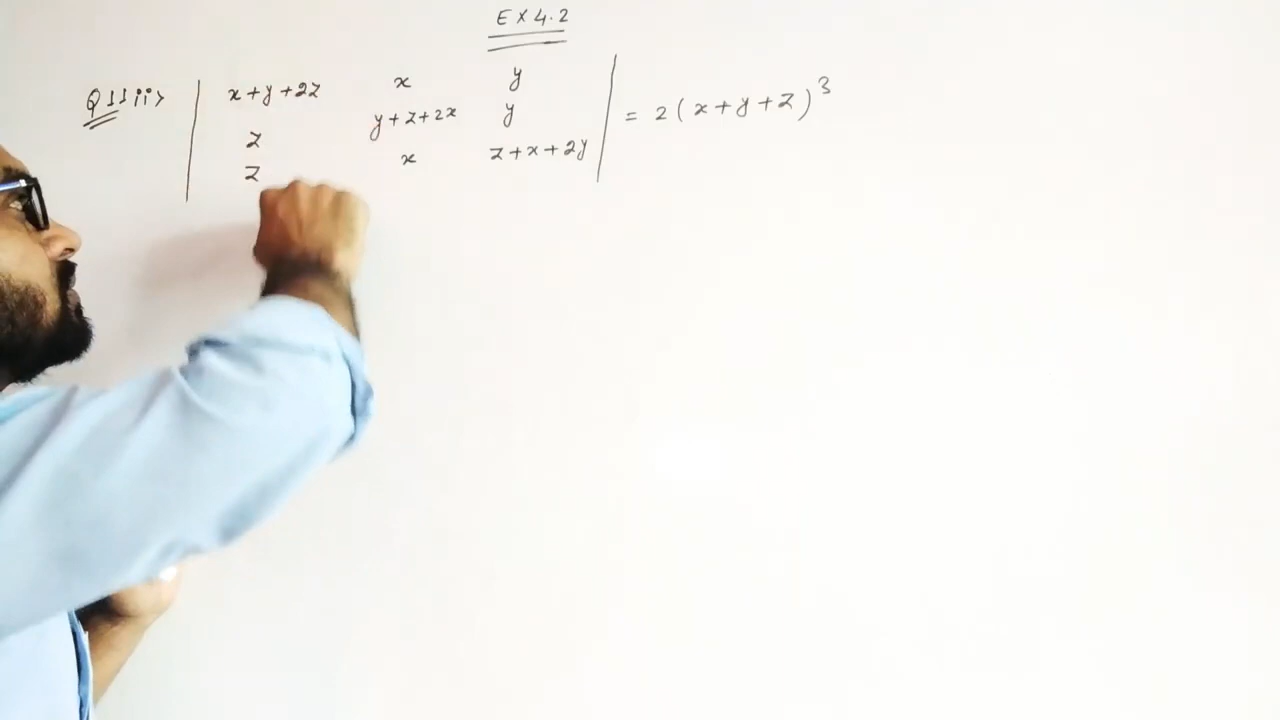 EX 4.2
Q11 ii> | x+y+2z x y | = 2(x+y+z)³
z y+z+2x y
z x z+x+2y